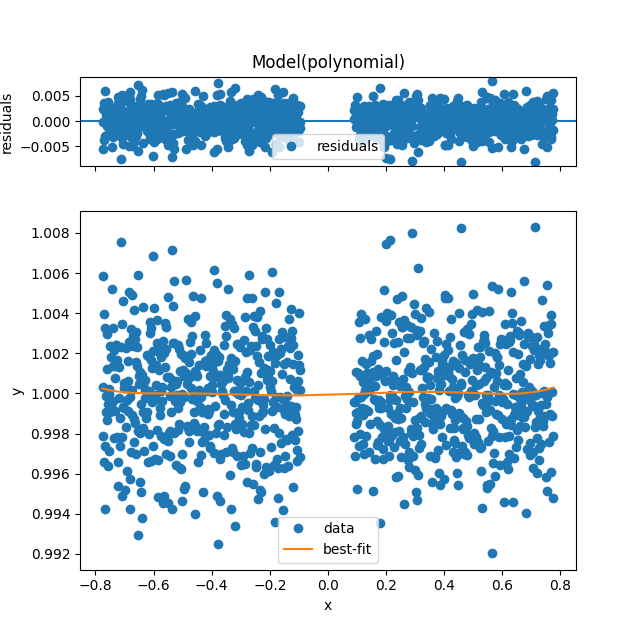 Model(polynomial)
residuals
0.005
0.000
−0.005
residuals
y
1.008
1.006
1.004
1.002
1.000
0.998
0.996
0.994
0.992
data
best-fit
−0.8 −0.6 −0.4 −0.2 0.0 0.2 0.4 0.6 0.8
x